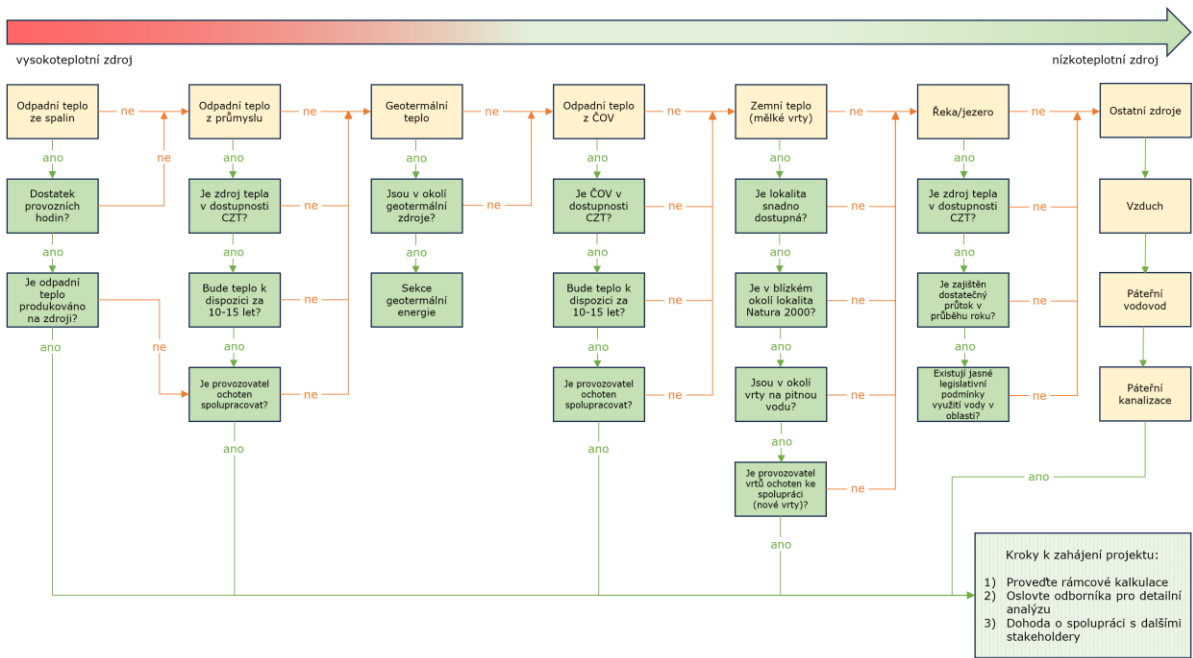 vysokoteplotní zdroj
nízkoteplotní zdroj
Odpadní teplo
ze spalin
ne
Odpadní teplo
z průmyslu
ne
Geotermální
teplo
ne
Odpadní teplo
z ČOV
ne
Zemní teplo
(mělké vrty)
ne
Řeka/jezero
ne
Ostatní zdroje
ano
ne
ano
ano
ano
ano
ano
Dostatek
provozních
hodin?
Je zdroj tepla
v dostupnosti
CZT?
ne
Jsou v okolí
geotermální
zdroje?
ne
Je ČOV v
dostupnosti
CZT?
ne
Je lokalita
snadno
dostupná?
ne
Je zdroj tepla
v dostupnosti
CZT?
ne
Vzduch
ano
ano
ano
ano
ano
ano
Je odpadní
teplo
produkováno
na zdroji?
Bude teplo k
dispozici za
10-15 let?
ne
Sekce
geotermální
energie
Bude teplo k
dispozici za
10-15 let?
ne
Je v blízkém
okolí lokalita
Natura 2000?
ne
Je zajištěn
dostatečný
průtok v
průběhu roku?
ne
Páteřní
vodovod
ano
ne
ano
ano
ano
ano
Je provozovatel
ochoten
spolupracovat?
ne
Je provozovatel
ochoten
spolupracovat?
ne
Jsou v okolí
vrty na pitnou
vodu?
ne
Existují jasné
legislativní
podmínky
využití vody v
oblasti?
ne
Páteřní
kanalizace
ano
ano
ano
Je provozovatel
vrtů ochoten ke
spolupráci
(nové vrty)?
ne
ano
ano
Kroky k zahájení projektu:
1) Proveďte rámcové kalkulace
2) Oslovte odborníka pro detailní
analýzu
3) Dohoda o spolupráci s dalšími
stakeholdery